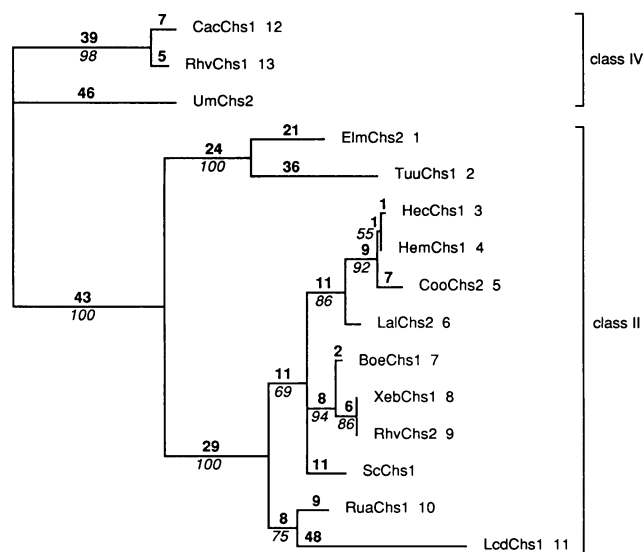 7
CacChs1 12
39
98
5
RhvChs1 13
class IV
46
UmChs2
21
ElmChs2 1
24
100
36
TuuChs1 2
1
HecChs1 3
1
55
HemChs1 4
9
92
7
CooChs2 5
11
86
LalChs2 6
43
100
class II
2
BoeChs1 7
11
69
8
94
6
86
XebChs1 8
RhvChs2 9
29
100
11
ScChs1
9
RuaChs1 10
8
75
48
LcdChs1 11